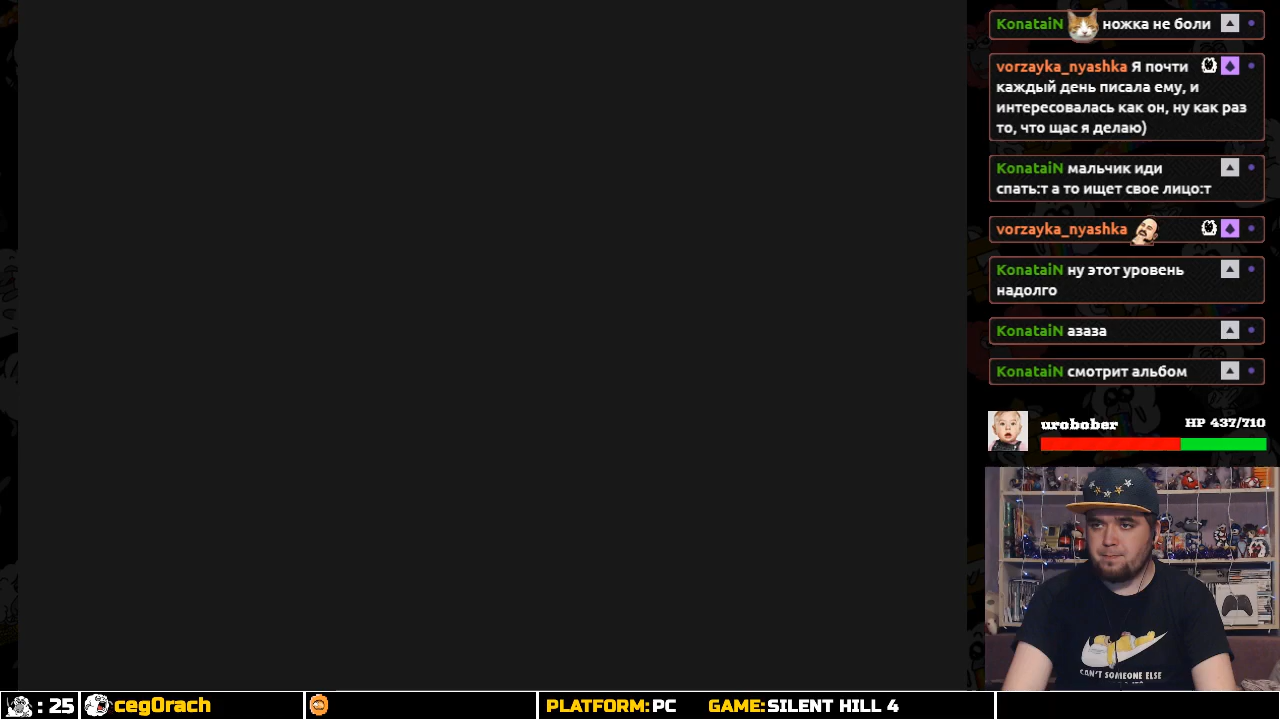 KonataiN ножка не боли
vorzayka_nyashka Я почти
каждый день писала ему, и
интересовалась как он, ну как раз
то, что щас я делаю)
KonataiN мальчик иди
спать:т а то ищет свое лицо:т
vorzayka_nyashka
KonataiN ну этот уровень
надолго
KonataiN азаза
KonataiN смотрит альбом
urobober HP 437/710
CAN'T SOMEONE ELSE
: 25 ceg0rach PLATFORM:PC GAME:SILENT HILL 4